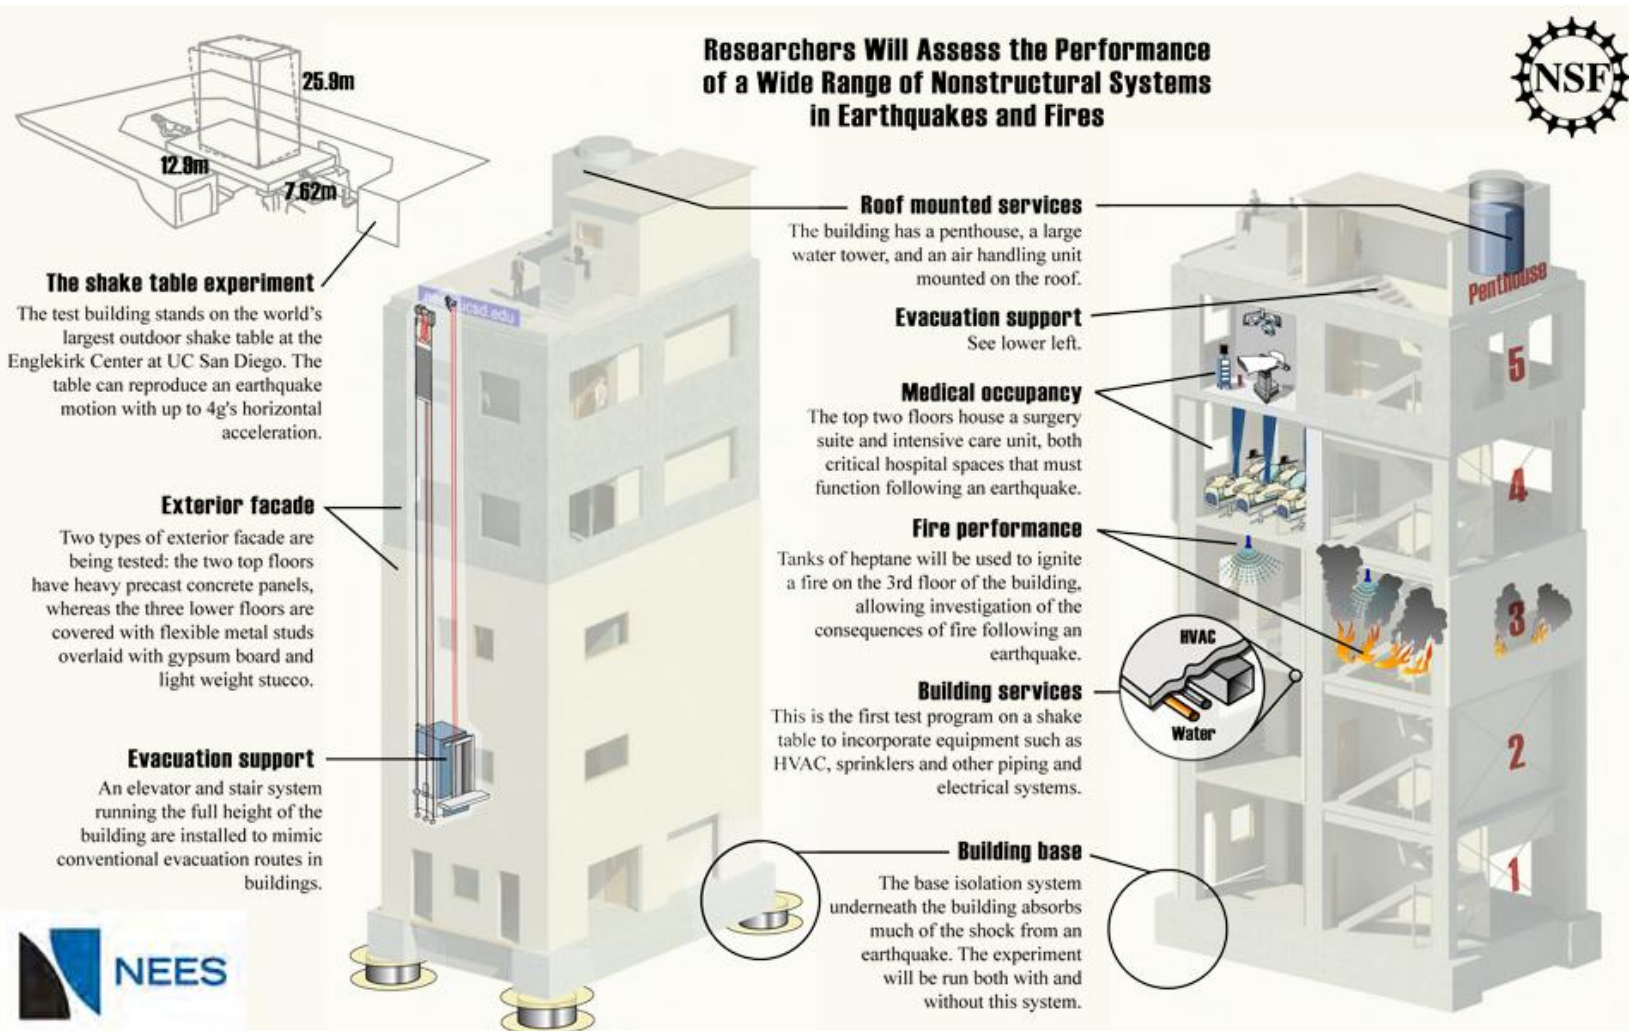 Researchers Will Assess the Performance
of a Wide Range of Nonstructural Systems
in Earthquakes and Fires
NSF
25.9m
12.9m
7.62m
The shake table experiment
The test building stands on the world's
largest outdoor shake table at the
Englekirk Center at UC San Diego. The
table can reproduce an earthquake
motion with up to 4g's horizontal
acceleration.
Exterior facade
Two types of exterior facade are
being tested: the two top floors
have heavy precast concrete panels,
whereas the three lower floors are
covered with flexible metal studs
overlaid with gypsum board and
light weight stucco.
Evacuation support
An elevator and stair system
running the full height of the
building are installed to mimic
conventional evacuation routes in
buildings.
NEES
ucsd.edu
Roof mounted services
The building has a penthouse, a large
water tower, and an air handling unit
mounted on the roof.
Evacuation support
See lower left.
Medical occupancy
The top two floors house a surgery
suite and intensive care unit, both
critical hospital spaces that must
function following an earthquake.
Fire performance
Tanks of heptane will be used to ignite
a fire on the 3rd floor of the building,
allowing investigation of the
consequences of fire following an
earthquake.
Building services
This is the first test program on a shake
table to incorporate equipment such as
HVAC, sprinklers and other piping and
electrical systems.
Building base
The base isolation system
underneath the building absorbs
much of the shock from an
earthquake. The experiment
will be run both with and
without this system.
HVAC
Water
Penthouse
5
4
3
2
1